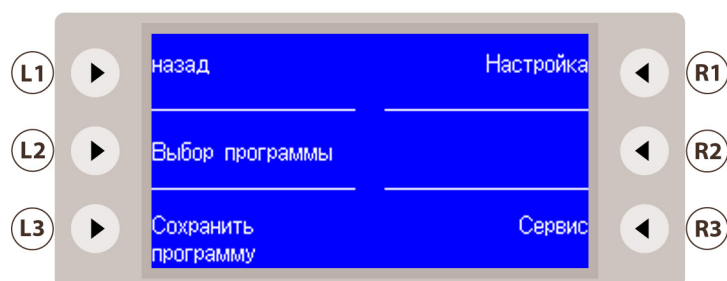 L1 назад Настройка R1
L2 Выбор программы R2
L3 Сохранить Сервис R3
программу